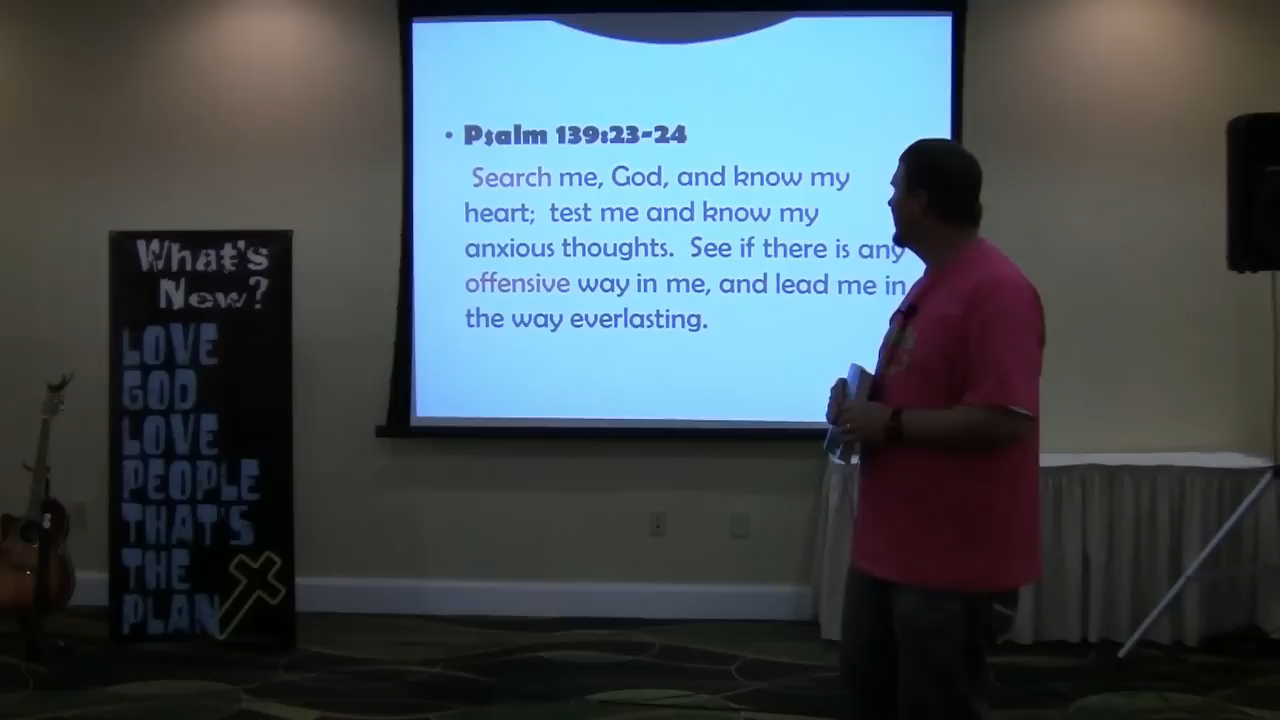 • Psalm 139:23-24
Search me, God, and know my
heart; test me and know my
anxious thoughts. See if there is any
offensive way in me, and lead me in
the way everlasting.
What's
New?
LOVE
GOD
LOVE
PEOPLE
THAT'S
THE
PLAN